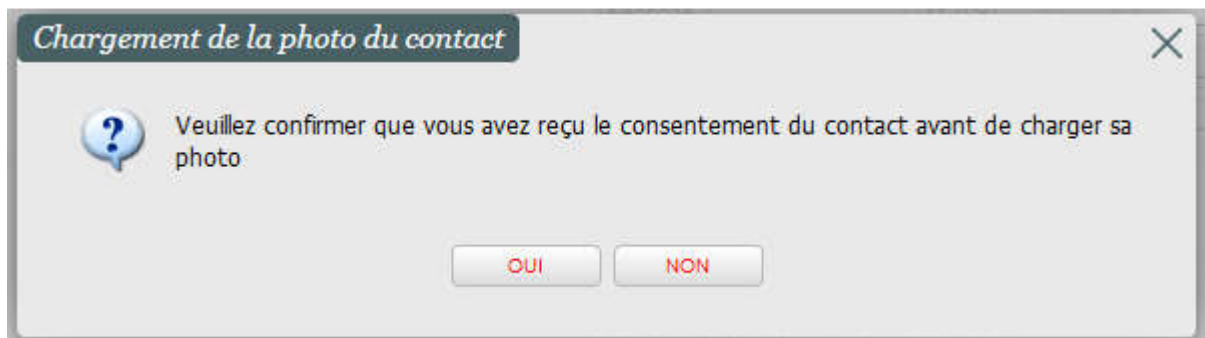 Chargement de la photo du contact
Veuillez confirmer que vous avez reçu le consentement du contact avant de charger sa
photo
OUI NON